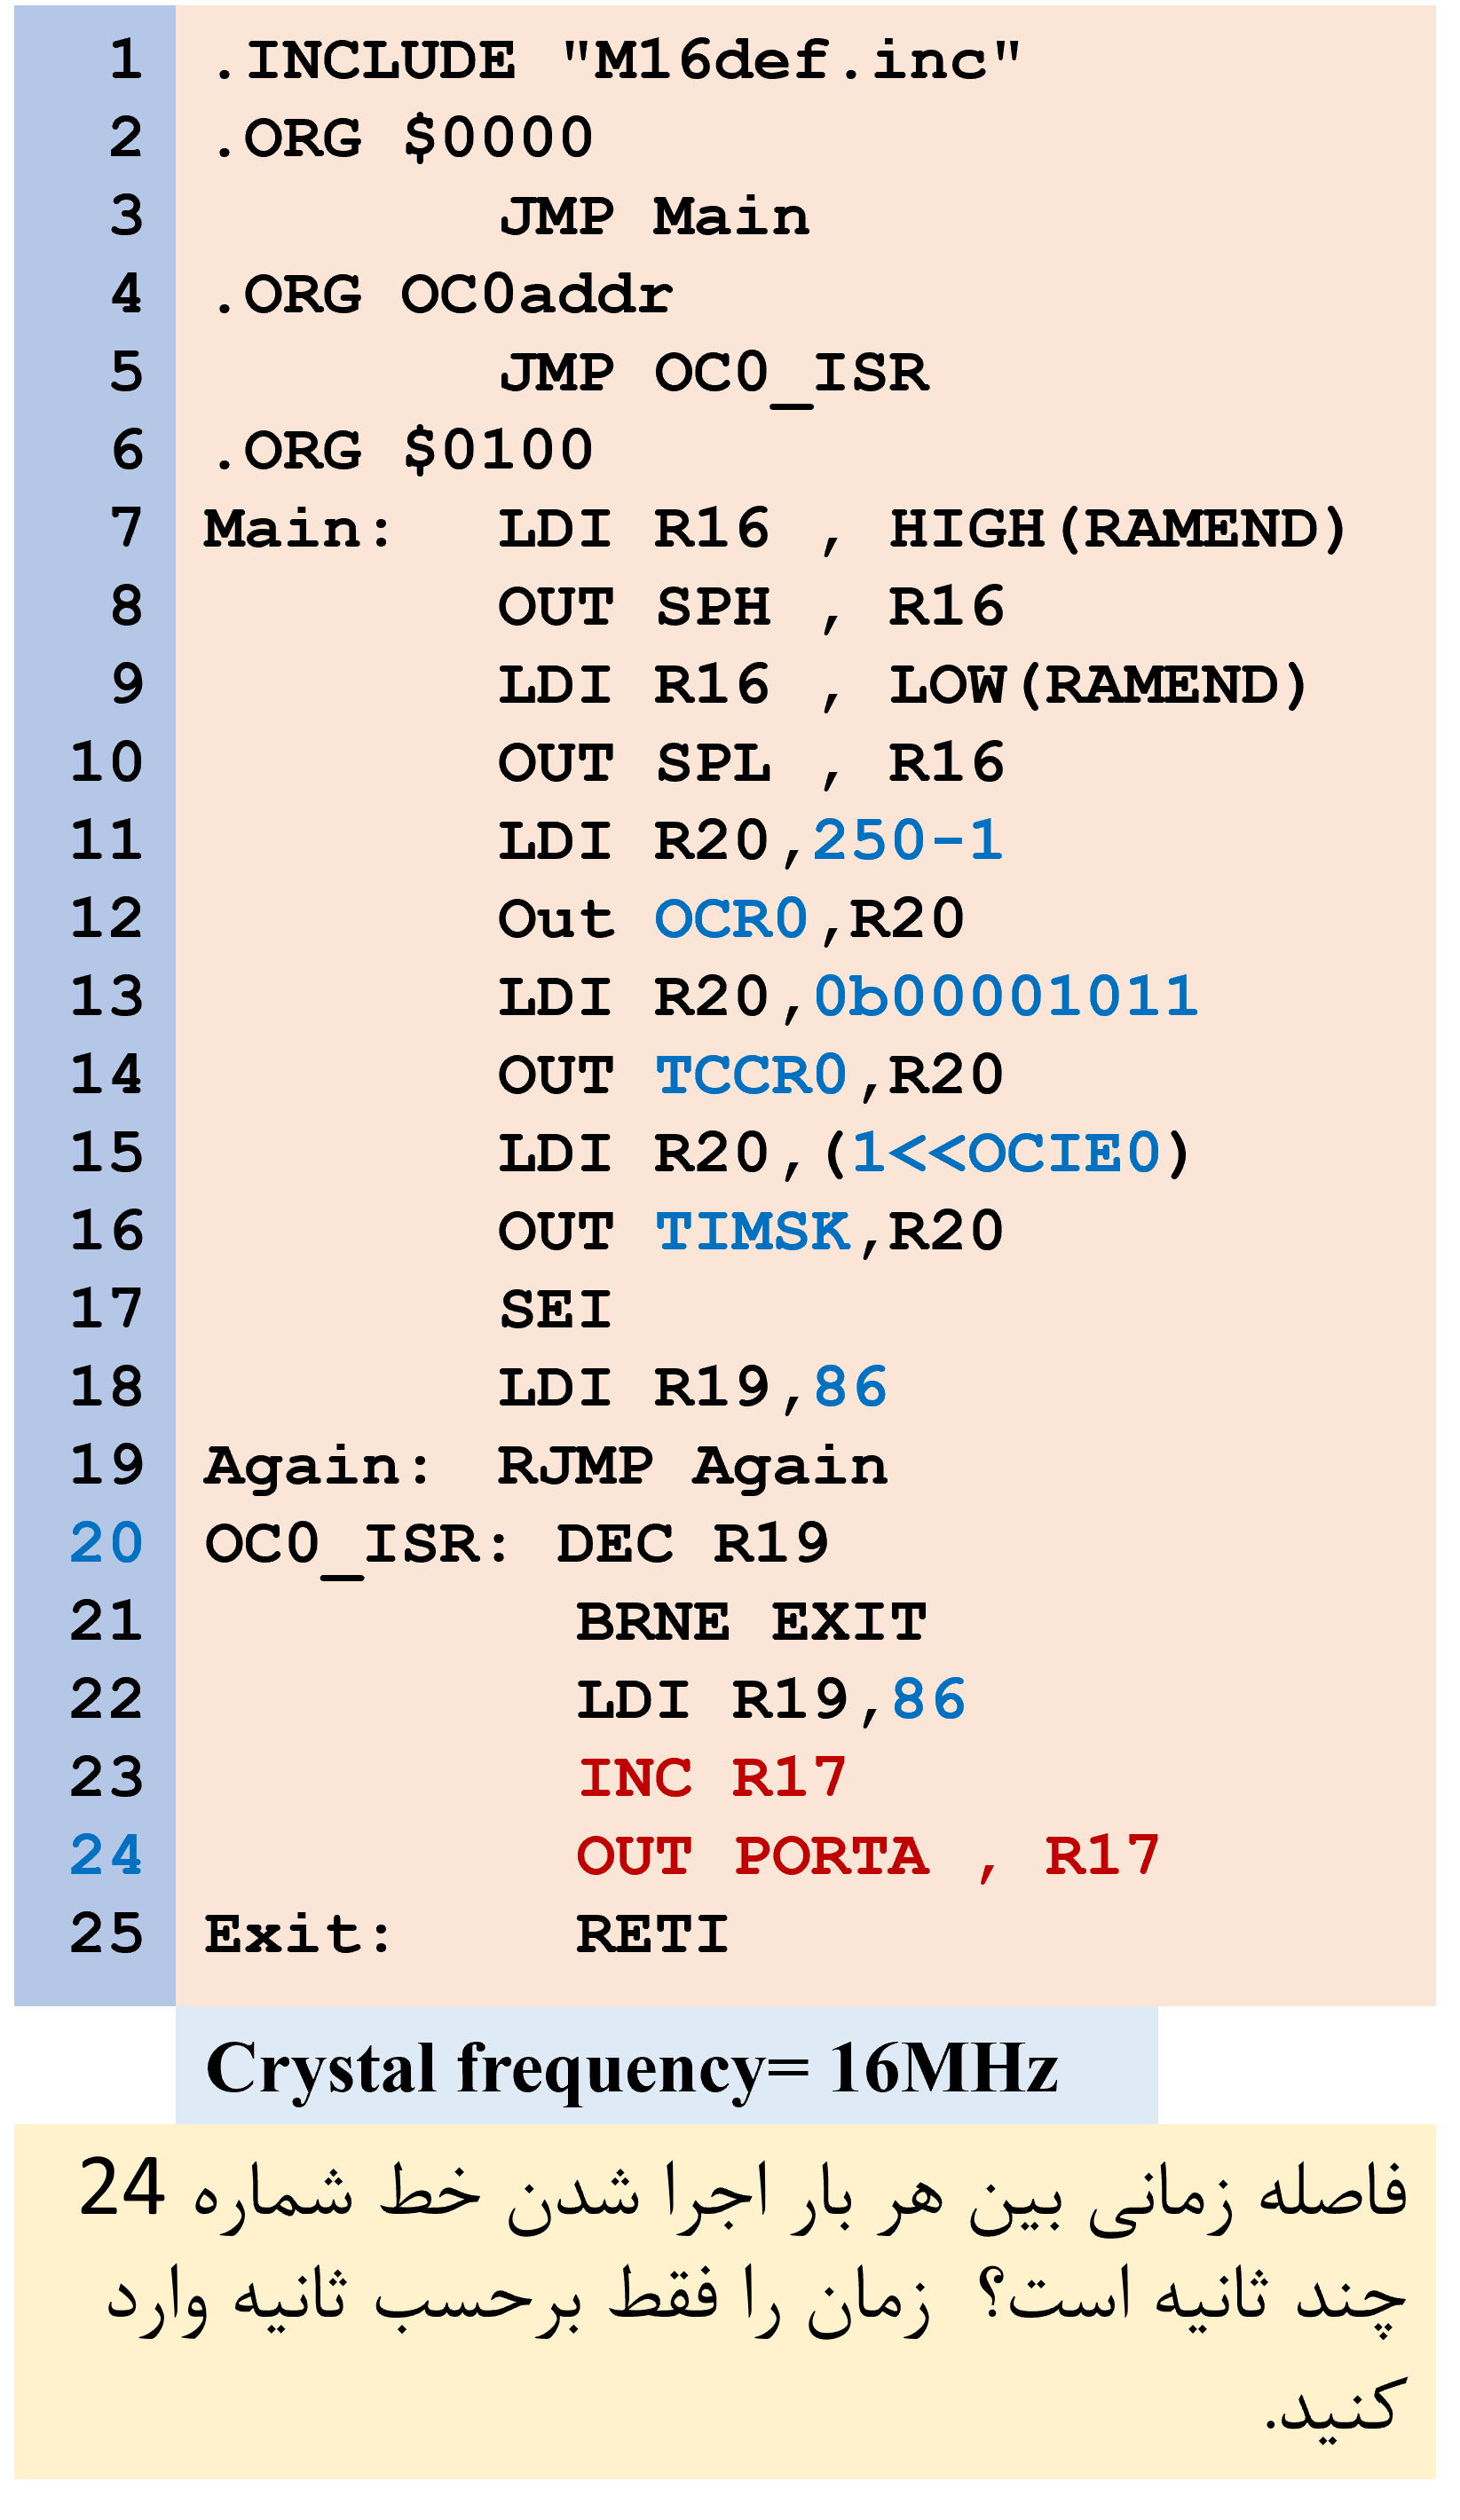 1 .INCLUDE "M16def.inc"
2 .ORG $0000
3 JMP Main
4 .ORG OC0addr
5 JMP OC0_ISR
6 .ORG $0100
7 Main: LDI R16 , HIGH(RAMEND)
8 OUT SPH , R16
9 LDI R16 , LOW(RAMEND)
10 OUT SPL , R16
11 LDI R20,250-1
12 Out OCR0,R20
13 LDI R20,0b00001011
14 OUT TCCR0,R20
15 LDI R20,(1<<OCIE0)
16 OUT TIMSK,R20
17 SEI
18 LDI R19,86
19 Again: RJMP Again
20 OC0_ISR: DEC R19
21 BRNE EXIT
22 LDI R19,86
23 INC R17
24 OUT PORTA , R17
25 Exit: RETI
Crystal frequency= 16MHz
فاصله زمانی بین هر بار اجرا شدن خط شماره 24
چند ثانیه است؟ زمان را فقط برحسب ثانیه وارد
کنید.